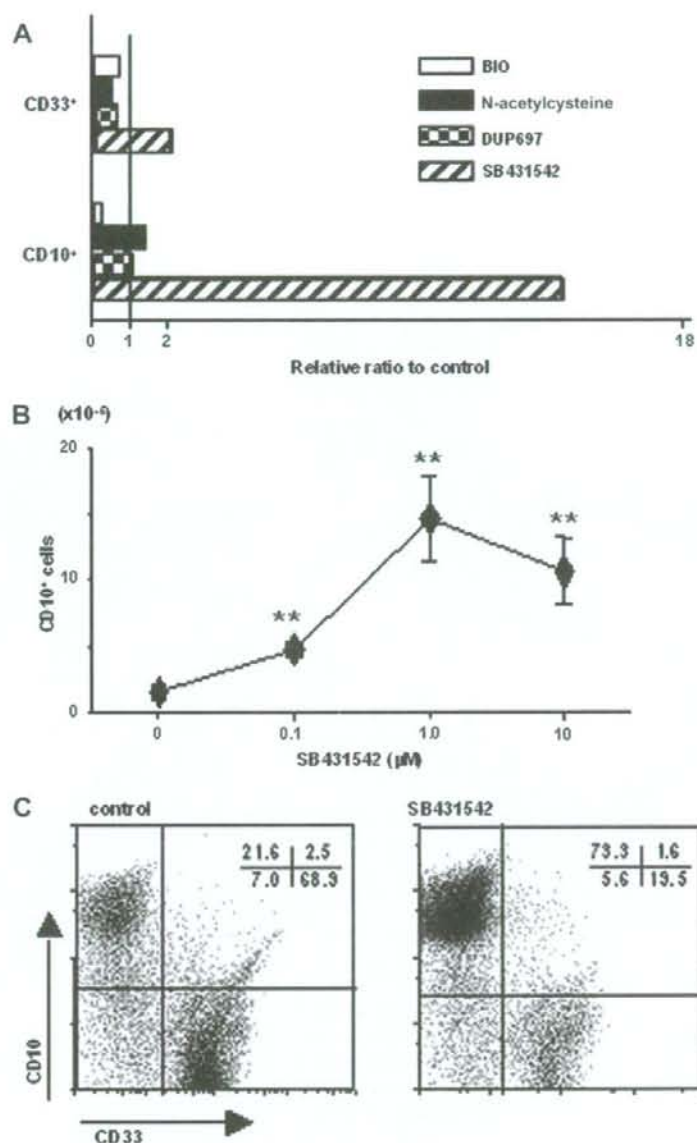 A
CD33+
CD10+
BIO
N-acetylcysteine
DUP697
SB431542
0 1 2 18
Relative ratio to control
B (x10⁻⁵)
20
10
0
CD10+ cells
**
**
**
0 0.1 1.0 10
SB431542 (µM)
C control SB431542
21.6 2.5
7.0 68.9
73.3 1.6
5.6 19.5
CD10
CD33